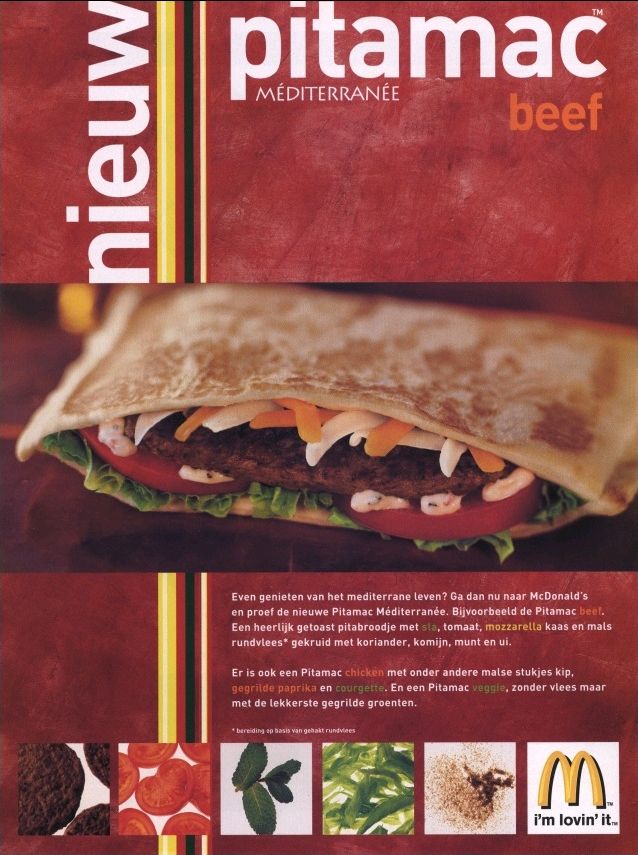 nieuw
pitamac™
MÉDITERRANÉE
beef
Even genieten van het mediterrane leven? Ga dan nu naar McDonald's
en proef de nieuwe Pitamac Méditerranée. Bijvoorbeeld de Pitamac beef.
Een heerlijk getoast pitabroodje met sla, tomaat, mozzarella kaas en mals
rundvlees* gekruid met koriander, komijn, munt en ui.
Er is ook een Pitamac chicken met onder andere malse stukjes kip,
gegrilde paprika en courgette. En een Pitamac veggie, zonder vlees maar
met de lekkerste gegrilde groenten.
* bereiding op basis van gehakt rundvlees
M™
i'm lovin' it™